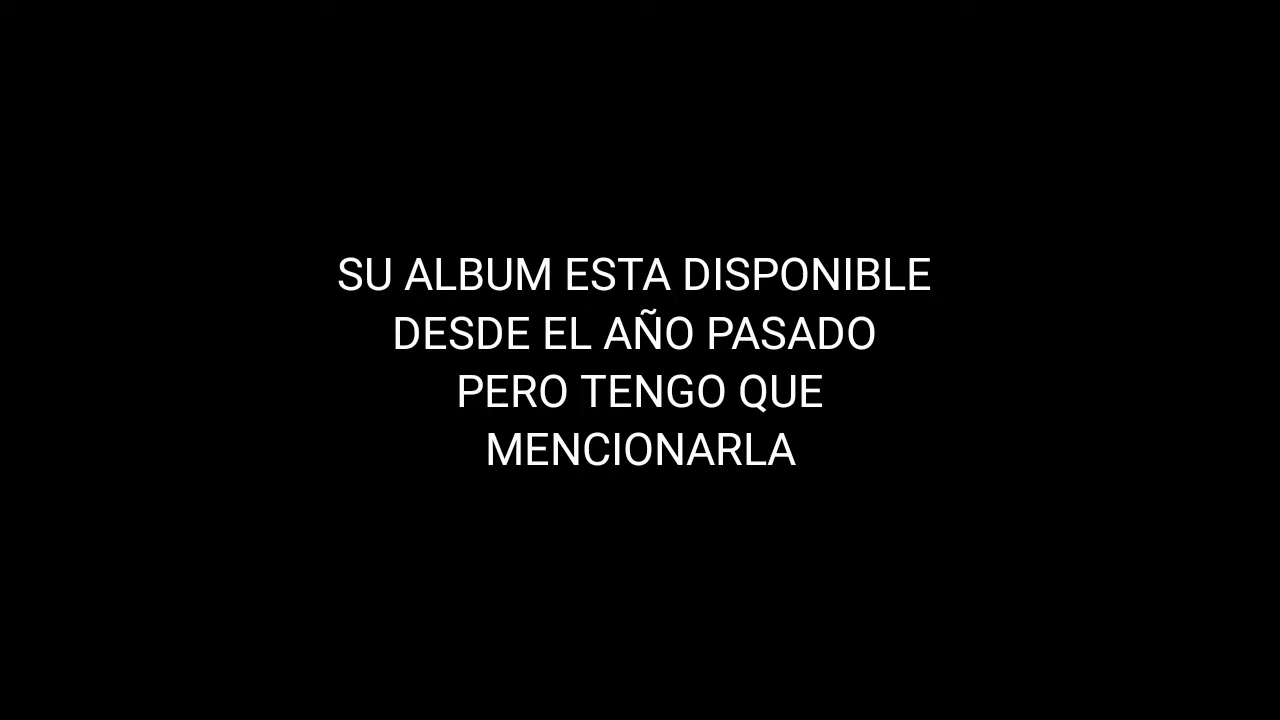 SU ALBUM ESTA DISPONIBLE
DESDE EL AÑO PASADO
PERO TENGO QUE
MENCIONARLA